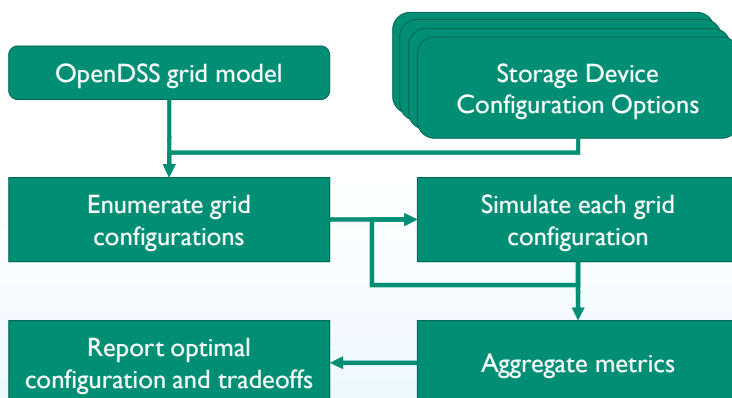 OpenDSS grid model
Storage Device
Configuration Options
Enumerate grid
configurations
Simulate each grid
configuration
Report optimal
configuration and tradeoffs
Aggregate metrics